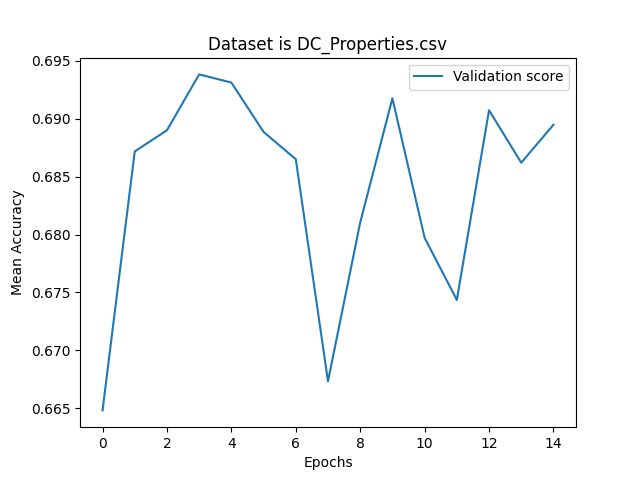 Dataset is DC_Properties.csv
Validation score
Mean Accuracy
0.695
0.690
0.685
0.680
0.675
0.670
0.665
0 2 4 6 8 10 12 14
Epochs